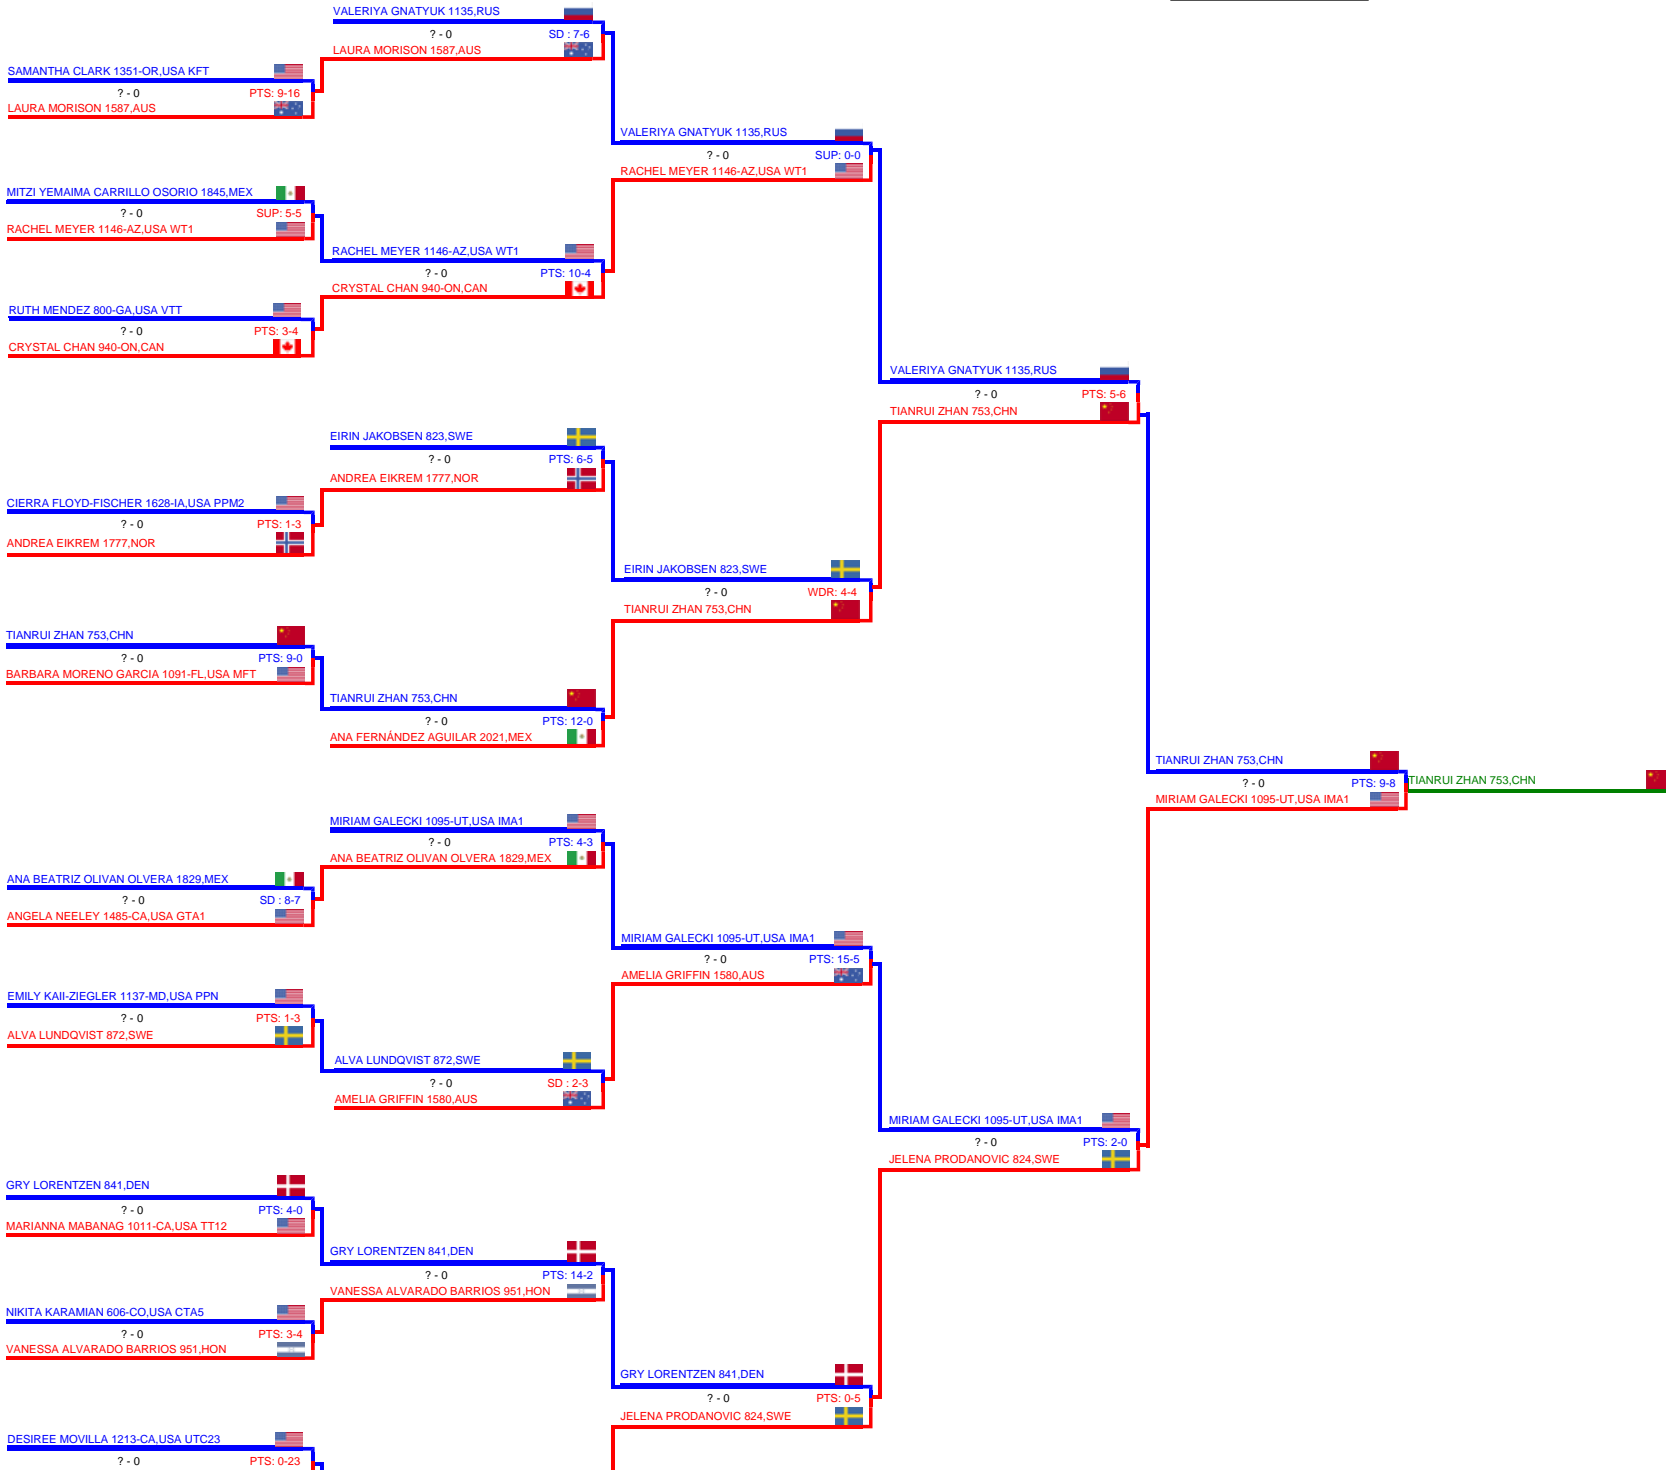 VALERIYA GNATYUK 1135,RUS
? - 0 SD : 7-6
LAURA MORISON 1587,AUS
SAMANTHA CLARK 1351-OR,USA KFT
? - 0 PTS: 9-16
LAURA MORISON 1587,AUS
VALERIYA GNATYUK 1135,RUS
? - 0 SUP: 0-0
RACHEL MEYER 1146-AZ,USA WT1
MITZI YEMAIMA CARRILLO OSORIO 1845,MEX
? - 0 SUP: 5-5
RACHEL MEYER 1146-AZ,USA WT1
RACHEL MEYER 1146-AZ,USA WT1
? - 0 PTS: 10-4
CRYSTAL CHAN 940-ON,CAN
RUTH MENDEZ 800-GA,USA VTT
? - 0 PTS: 3-4
CRYSTAL CHAN 940-ON,CAN
VALERIYA GNATYUK 1135,RUS
? - 0 PTS: 5-6
TIANRUI ZHAN 753,CHN
EIRIN JAKOBSEN 823,SWE
? - 0 PTS: 6-5
ANDREA EIKREM 1777,NOR
CIERRA FLOYD-FISCHER 1628-IA,USA PPM2
? - 0 PTS: 1-3
ANDREA EIKREM 1777,NOR
EIRIN JAKOBSEN 823,SWE
? - 0 WDR: 4-4
TIANRUI ZHAN 753,CHN
TIANRUI ZHAN 753,CHN
? - 0 PTS: 9-0
BARBARA MORENO GARCIA 1091-FL,USA MFT
TIANRUI ZHAN 753,CHN
? - 0 PTS: 12-0
ANA FERNÁNDEZ AGUILAR 2021,MEX
TIANRUI ZHAN 753,CHN
? - 0 PTS: 9-8
MIRIAM GALECKI 1095-UT,USA IMA1
TIANRUI ZHAN 753,CHN
MIRIAM GALECKI 1095-UT,USA IMA1
? - 0 PTS: 4-3
ANA BEATRIZ OLIVAN OLVERA 1829,MEX
ANA BEATRIZ OLIVAN OLVERA 1829,MEX
? - 0 SD : 8-7
ANGELA NEELEY 1485-CA,USA GTA1
MIRIAM GALECKI 1095-UT,USA IMA1
? - 0 PTS: 15-5
AMELIA GRIFFIN 1580,AUS
EMILY KAII-ZIEGLER 1137-MD,USA PPN
? - 0 PTS: 1-3
ALVA LUNDQVIST 872,SWE
ALVA LUNDQVIST 872,SWE
? - 0 SD : 2-3
AMELIA GRIFFIN 1580,AUS
MIRIAM GALECKI 1095-UT,USA IMA1
? - 0 PTS: 2-0
JELENA PRODANOVIC 824,SWE
GRY LORENTZEN 841,DEN
? - 0 PTS: 4-0
MARIANNA MABANAG 1011-CA,USA TT12
GRY LORENTZEN 841,DEN
? - 0 PTS: 14-2
VANESSA ALVARADO BARRIOS 951,HON
NIKITA KARAMIAN 606-CO,USA CTA5
? - 0 PTS: 3-4
VANESSA ALVARADO BARRIOS 951,HON
GRY LORENTZEN 841,DEN
? - 0 PTS: 0-5
JELENA PRODANOVIC 824,SWE
DESIREE MOVILLA 1213-CA,USA UTC23
? - 0 PTS: 0-23